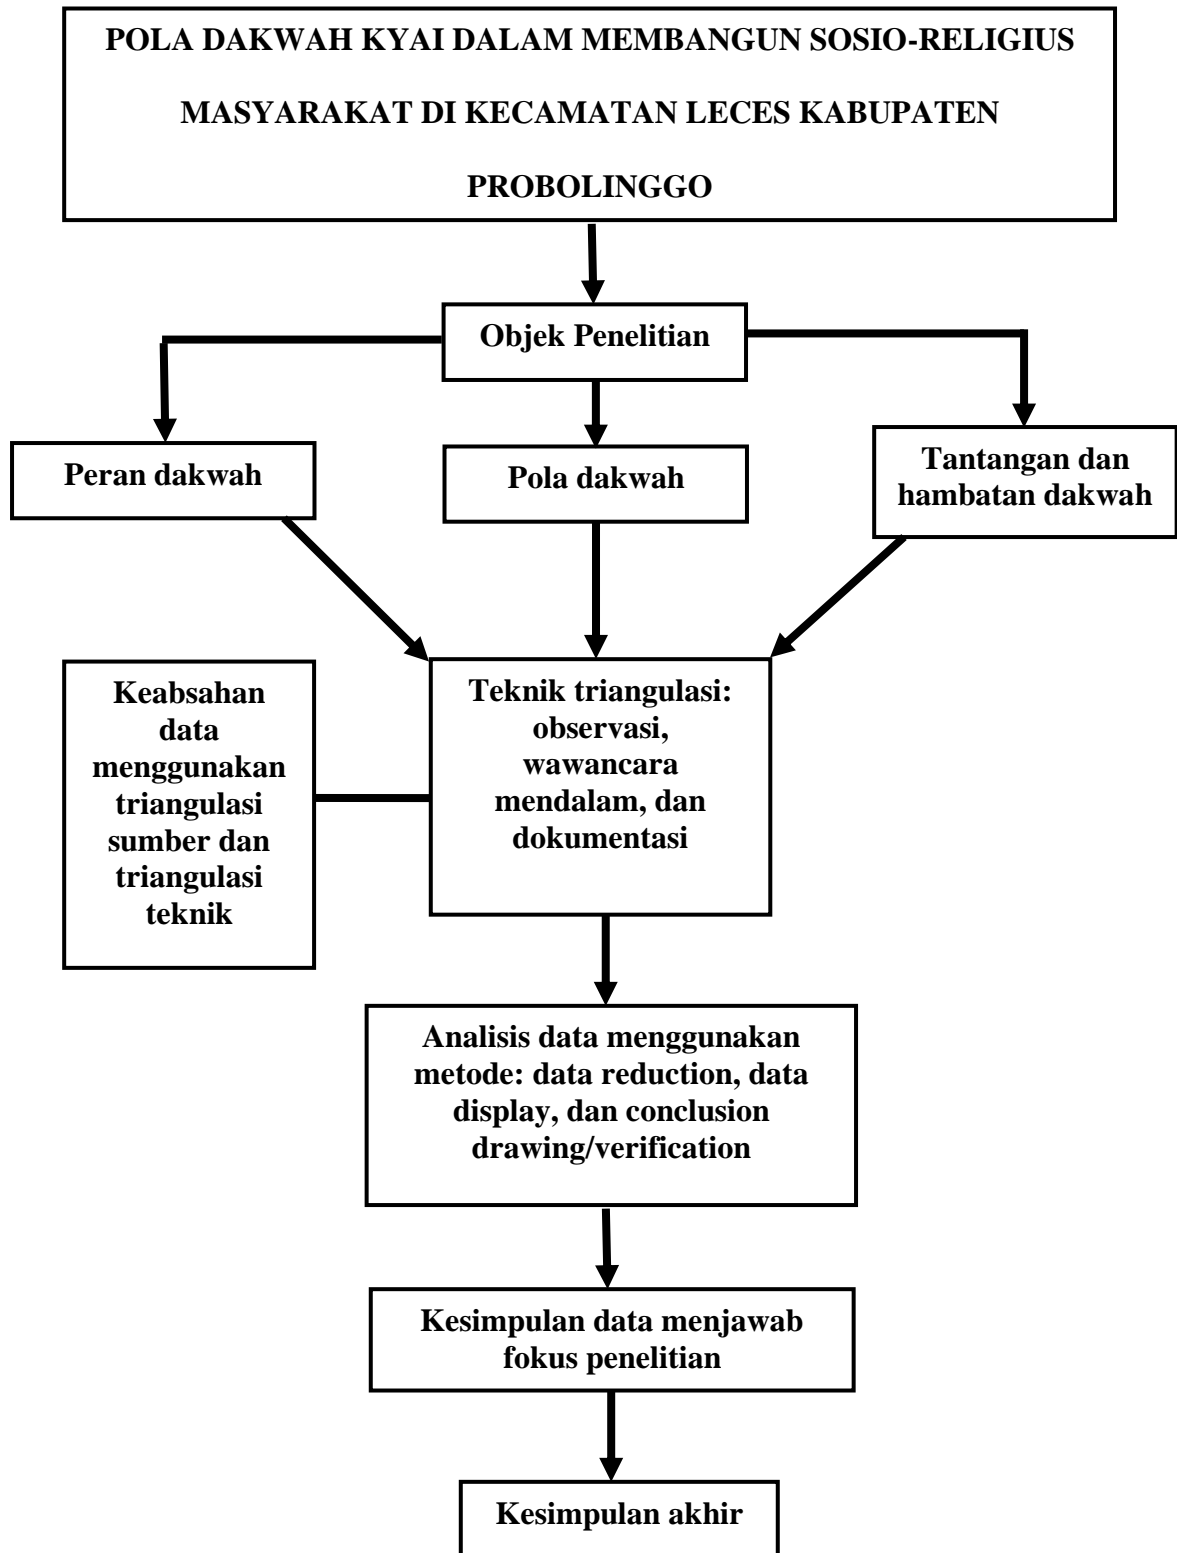 POLA DAKWAH KYAI DALAM MEMBANGUN SOSIO-RELIGIUS
MASYARAKAT DI KECAMATAN LECES KABUPATEN
PROBOLINGGO
Objek Penelitian
Peran dakwah
Pola dakwah
Tantangan dan
hambatan dakwah
Keabsahan
data
menggunakan
triangulasi
sumber dan
triangulasi
teknik
Teknik triangulasi:
observasi,
wawancara
mendalam, dan
dokumentasi
Analisis data menggunakan
metode: data reduction, data
display, dan conclusion
drawing/verification
Kesimpulan data menjawab
fokus penelitian
Kesimpulan akhir